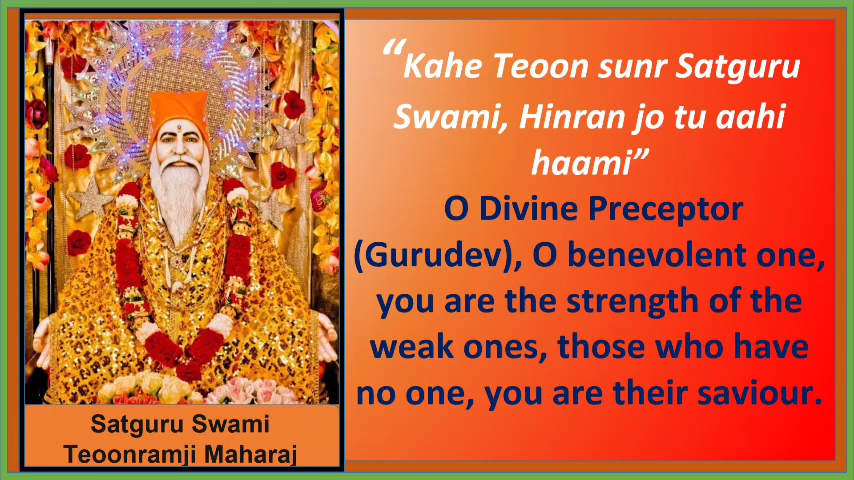 “Kahe Teoon sunr Satguru
Swami, Hinran jo tu aahi
haami”
O Divine Preceptor
(Gurudev), O benevolent one,
you are the strength of the
weak ones, those who have
no one, you are their saviour.
Satguru Swami
Teoonramji Maharaj